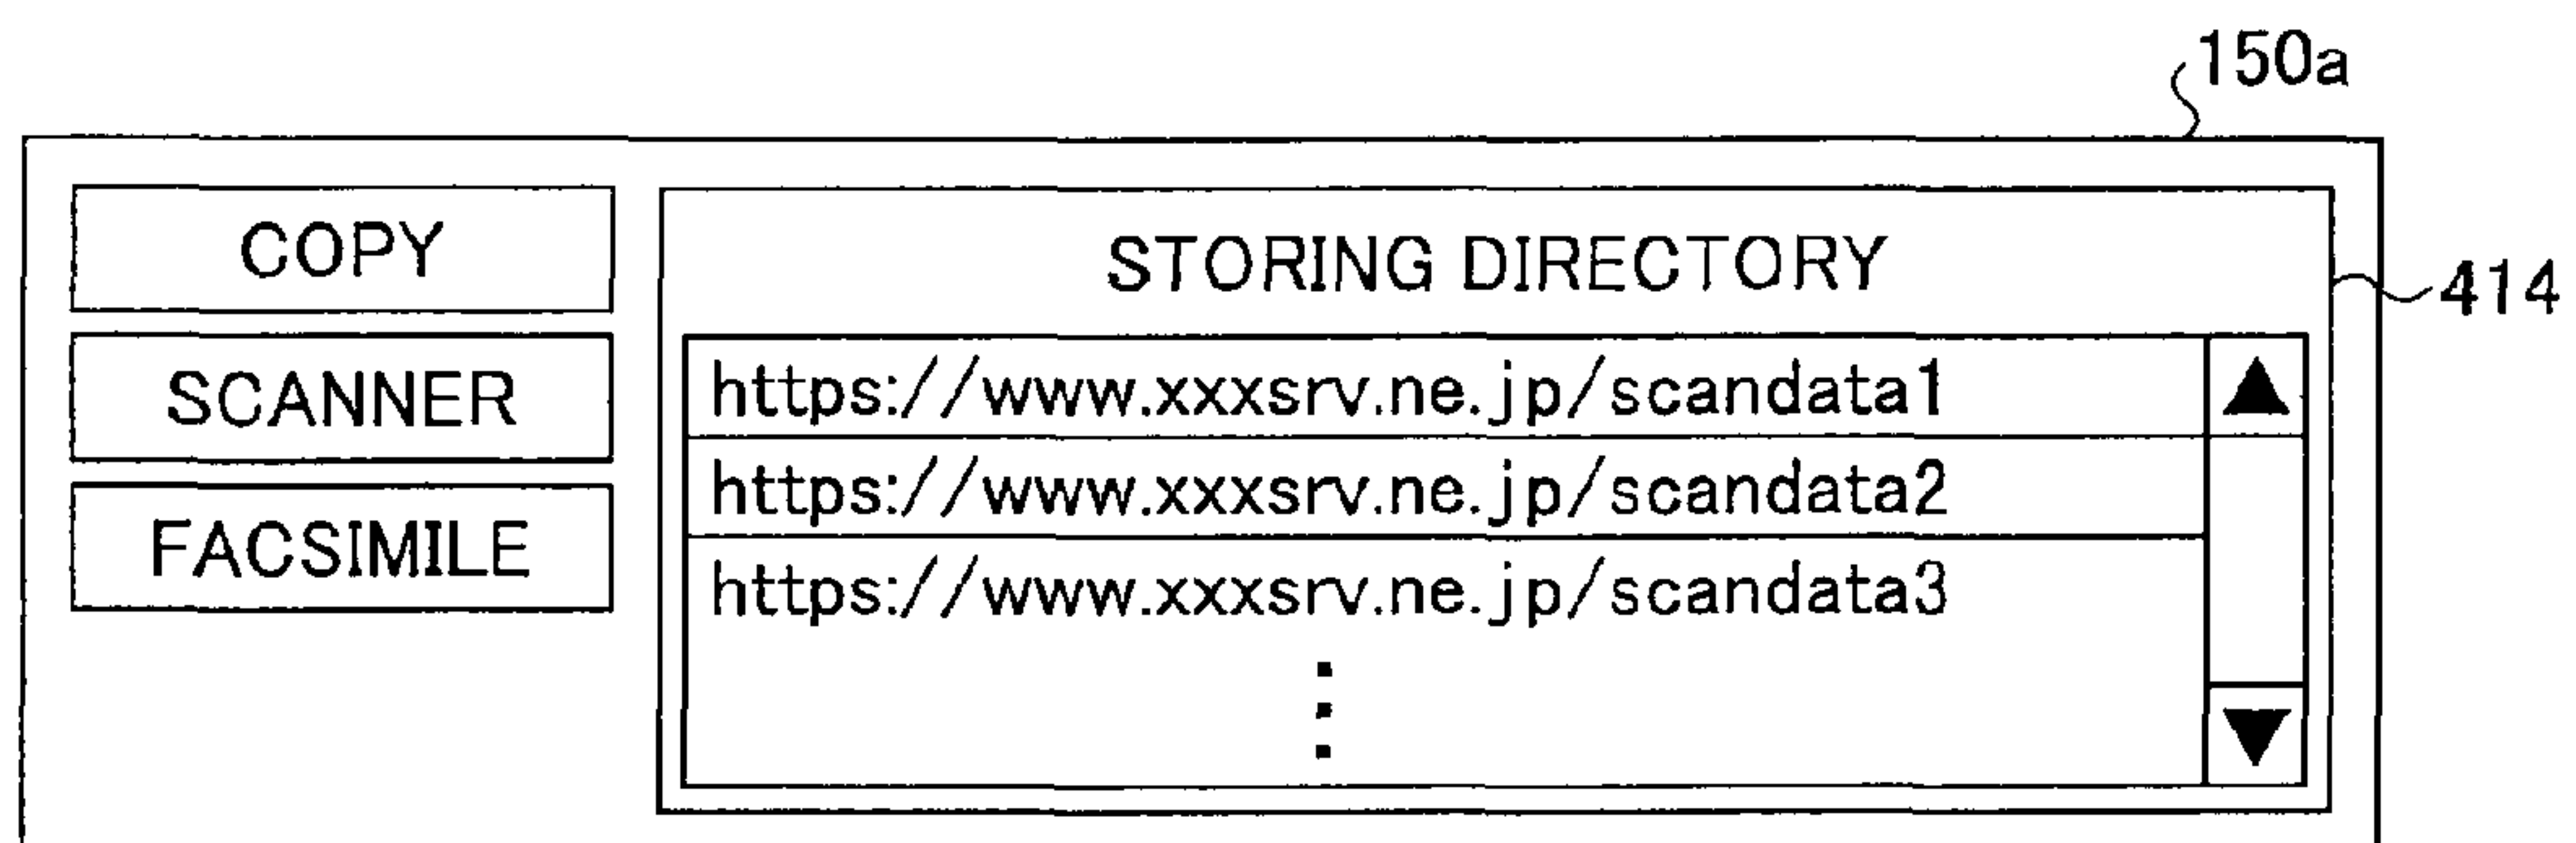 150a
COPY
SCANNER
FACSIMILE
STORING DIRECTORY
414
https://www.xxxsrv.ne.jp/scandata1
https://www.xxxsrv.ne.jp/scandata2
https://www.xxxsrv.ne.jp/scandata3